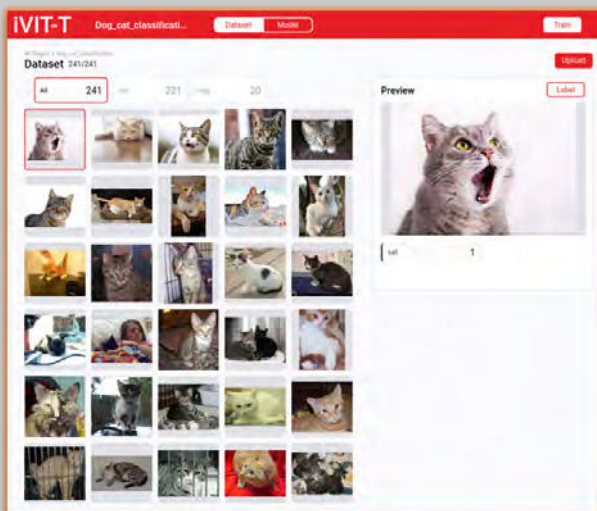 iVIT-T
Dog_cat_classificati...
Dataset
Model
Train
Dataset 241/241
Upload
All 241
221
20
Preview
Label
cat 1